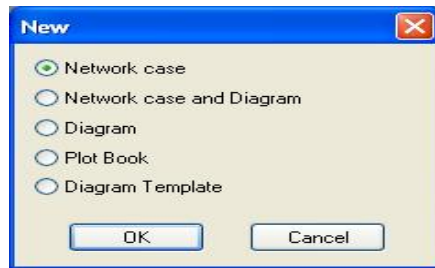 New
Network case
Network case and Diagram
Diagram
Plot Book
Diagram Template
OK Cancel